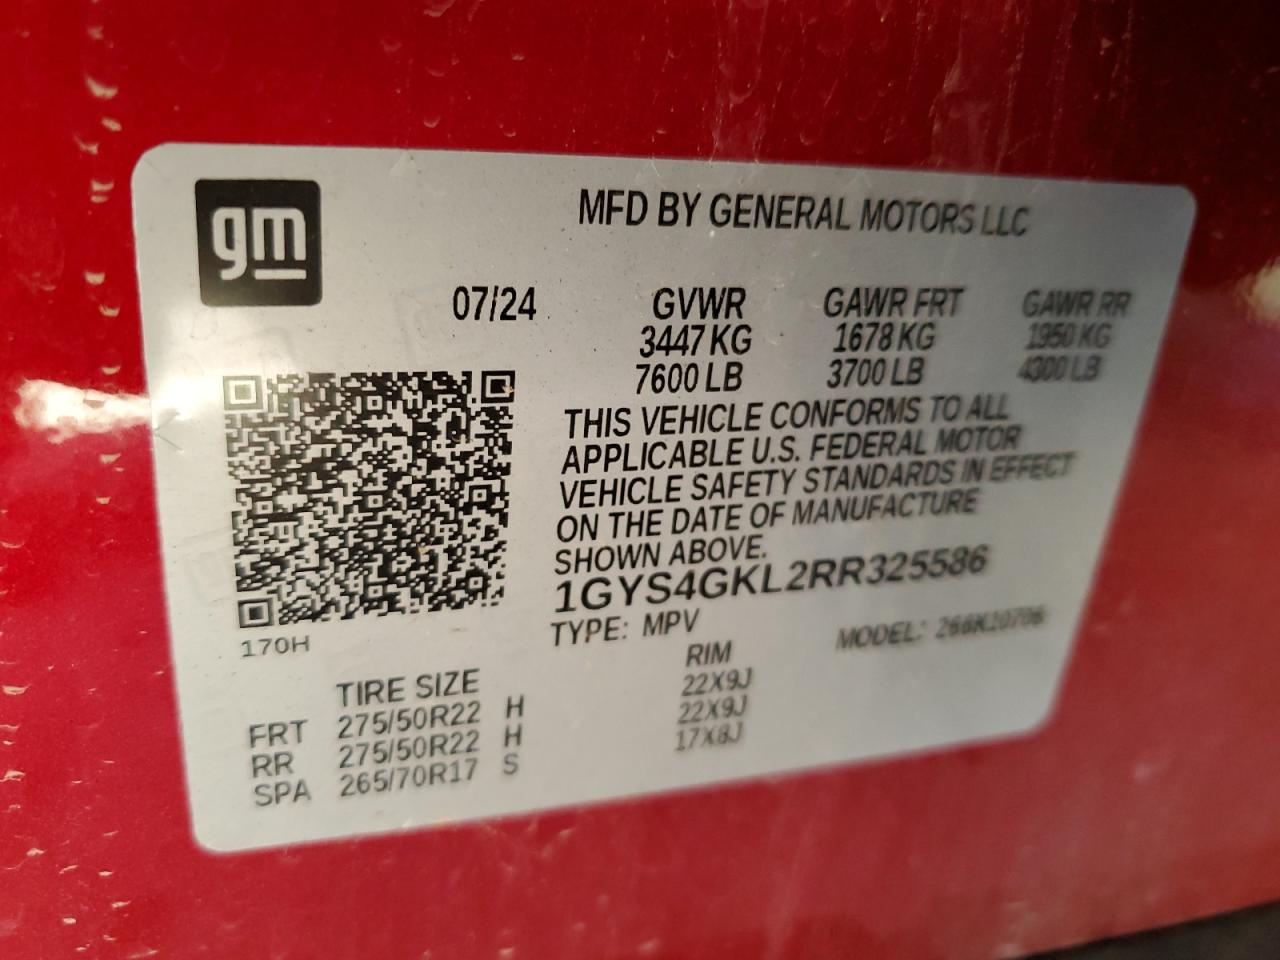 gm
MFD BY GENERAL MOTORS LLC
07/24 GVWR GAWR FRT GAWR RR
3447 KG 1678 KG 1950 KG
7600 LB 3700 LB 4300 LB
THIS VEHICLE CONFORMS TO ALL
APPLICABLE U.S. FEDERAL MOTOR
VEHICLE SAFETY STANDARDS IN EFFECT
ON THE DATE OF MANUFACTURE
SHOWN ABOVE.
1GYS4GKL2RR325586
TYPE: MPV MODEL:
170H
TIRE SIZE RIM
FRT 275/50R22 H 22X9J
RR 275/50R22 H 22X9J
SPA 265/70R17 S 17X8J